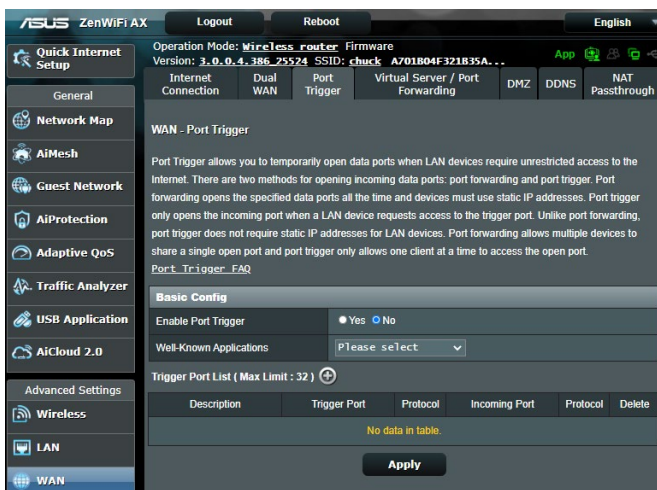 ASUS ZenWiFi AX Logout Reboot English
Quick Internet Setup
Operation Mode: Wireless router Firmware
Version: 3.0.0.4.386_25524 SSID: chuck A701B04F321B35A...
App
General
Network Map
AiMesh
Guest Network
AiProtection
Adaptive QoS
Traffic Analyzer
USB Application
AiCloud 2.0
Advanced Settings
Wireless
LAN
WAN
Internet Connection
Dual WAN
Port Trigger
Virtual Server / Port Forwarding
DMZ
DDNS
NAT Passthrough
WAN - Port Trigger
Port Trigger allows you to temporarily open data ports when LAN devices require unrestricted access to the
Internet. There are two methods for opening incoming data ports: port forwarding and port trigger. Port
forwarding opens the specified data ports all the time and devices must use static IP addresses. Port trigger
only opens the incoming port when a LAN device requests access to the trigger port. Unlike port forwarding,
port trigger does not require static IP addresses for LAN devices. Port forwarding allows multiple devices to
share a single open port and port trigger only allows one client at a time to access the open port.
Port Trigger FAQ
Basic Config
Enable Port Trigger Yes No
Well-Known Applications Please select
Trigger Port List ( Max Limit : 32 )
Description Trigger Port Protocol Incoming Port Protocol Delete
No data in table.
Apply